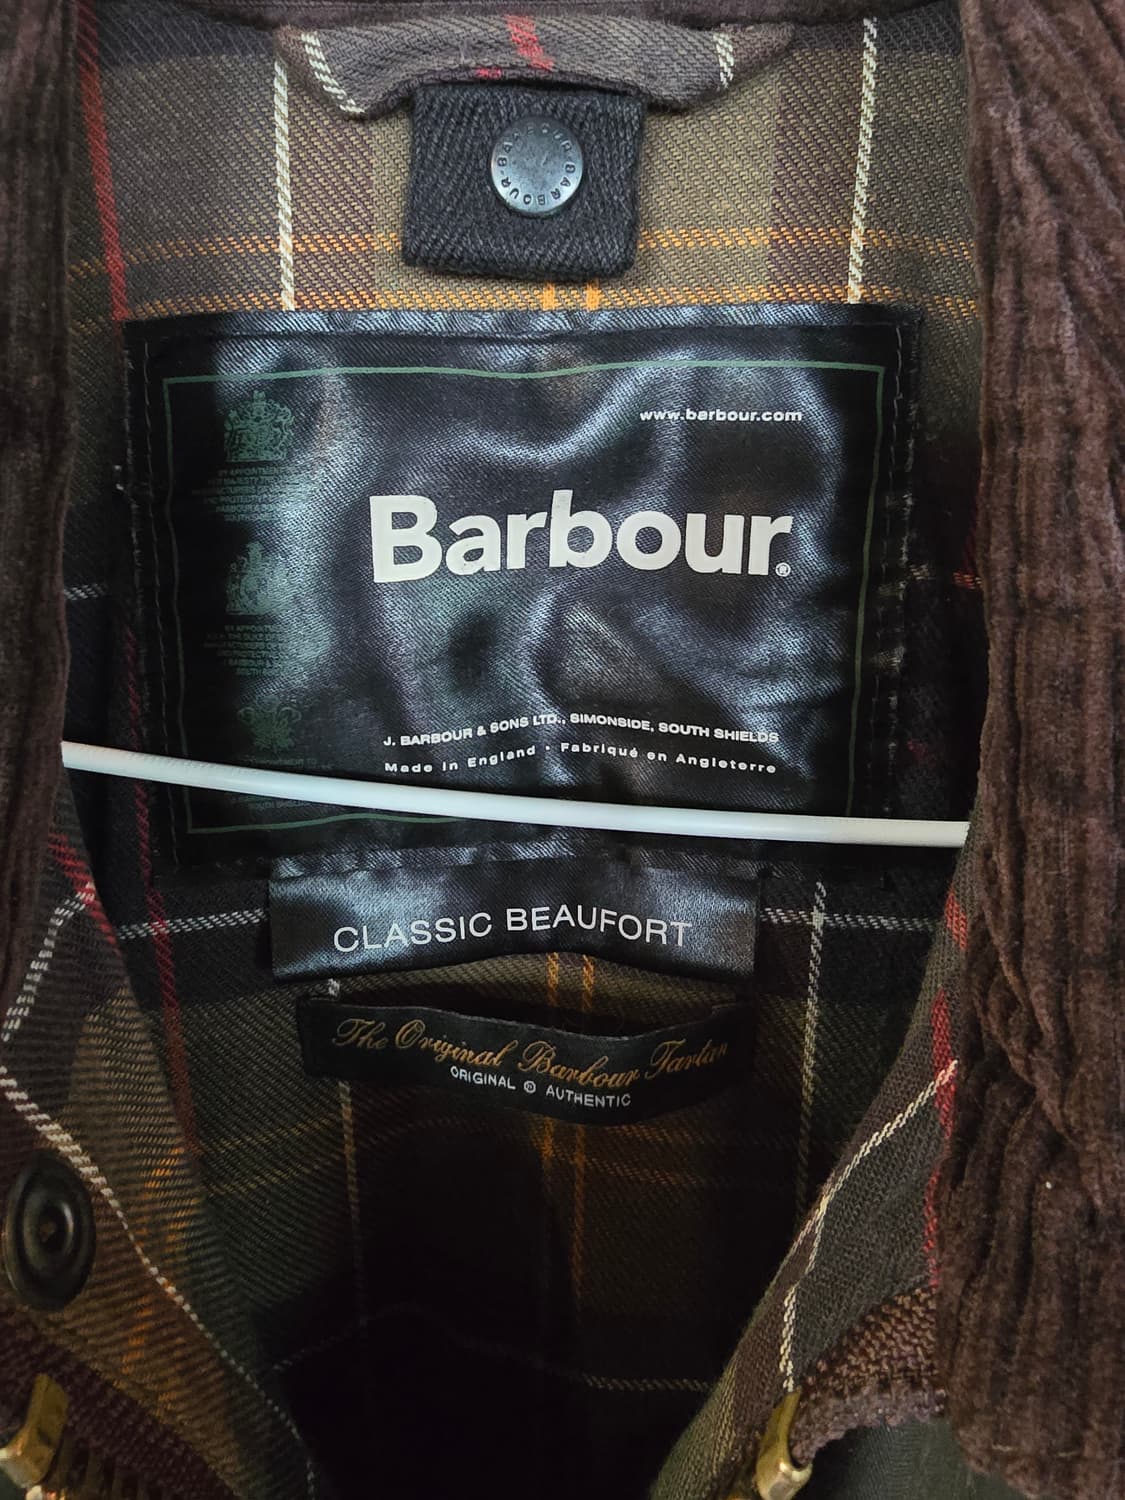 BARBOUR · BARBOUR
www.barbour.com
Barbour®
J. BARBOUR & SONS LTD., SIMONSIDE, SOUTH SHIELDS
Made in England · Fabriqué en Angleterre
CLASSIC BEAUFORT
The Original Barbour Tartan
ORIGINAL ® AUTHENTIC